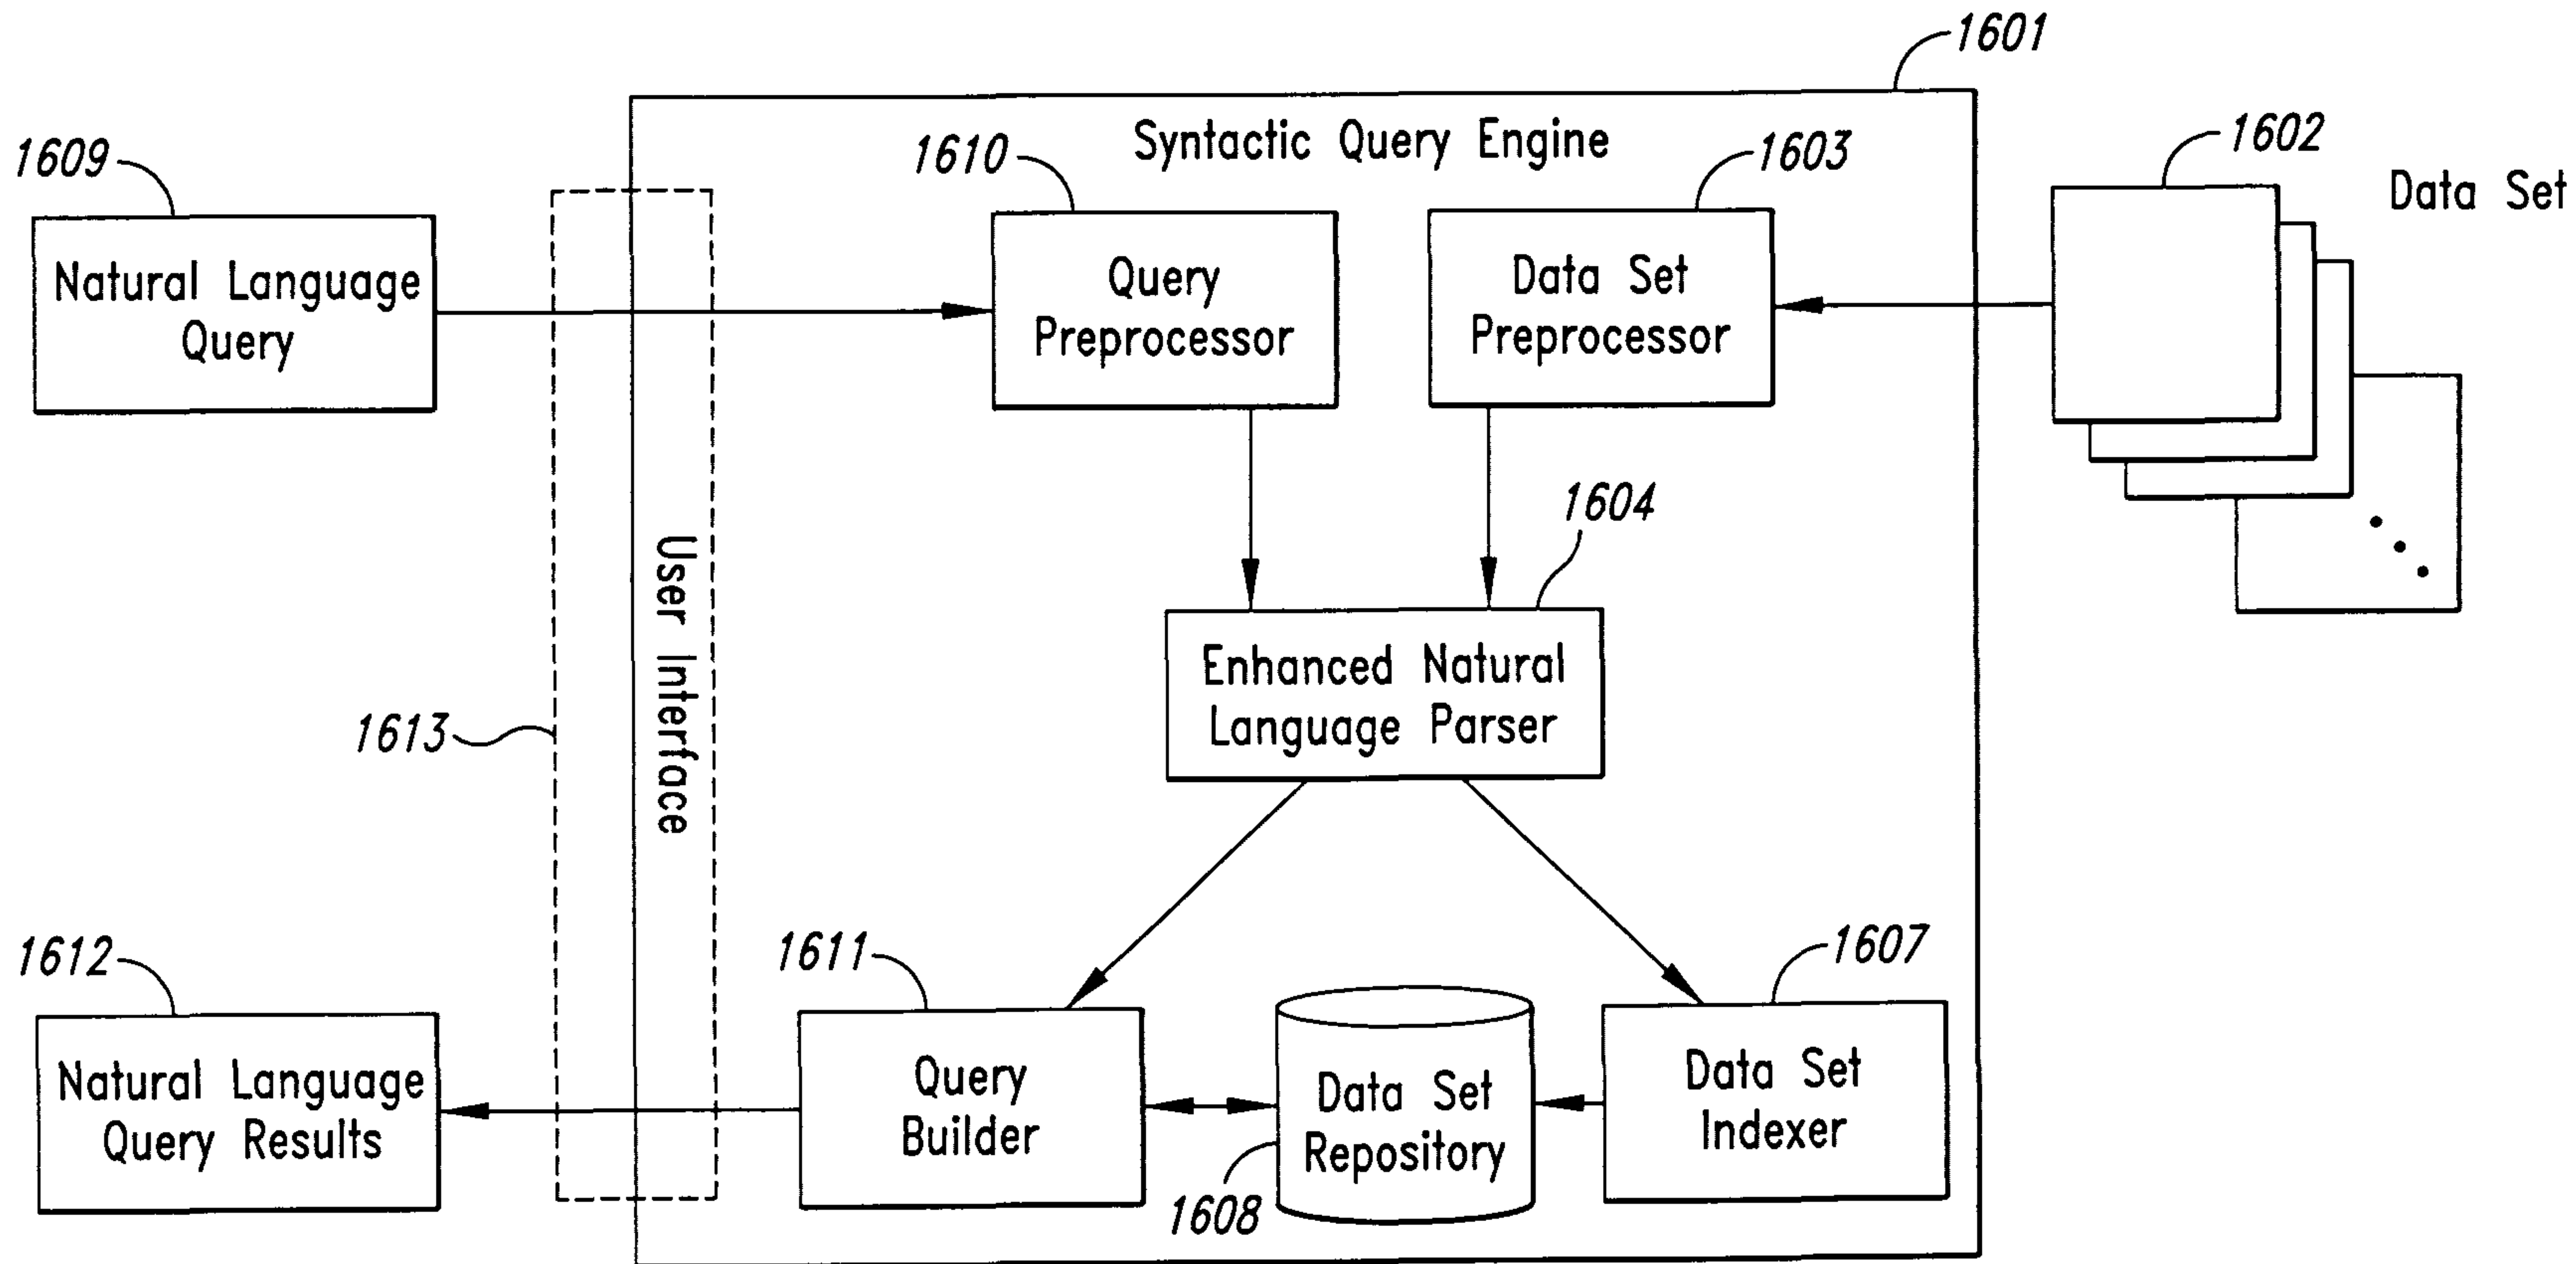 1601
Syntactic Query Engine
1609
1610
1603
1602
Data Set
Natural Language
Query
Query
Preprocessor
Data Set
Preprocessor
1604
User Interface
Enhanced Natural
Language Parser
1613
1612
1611
1607
Natural Language
Query Results
Query
Builder
Data Set
Repository
1608
Data Set
Indexer